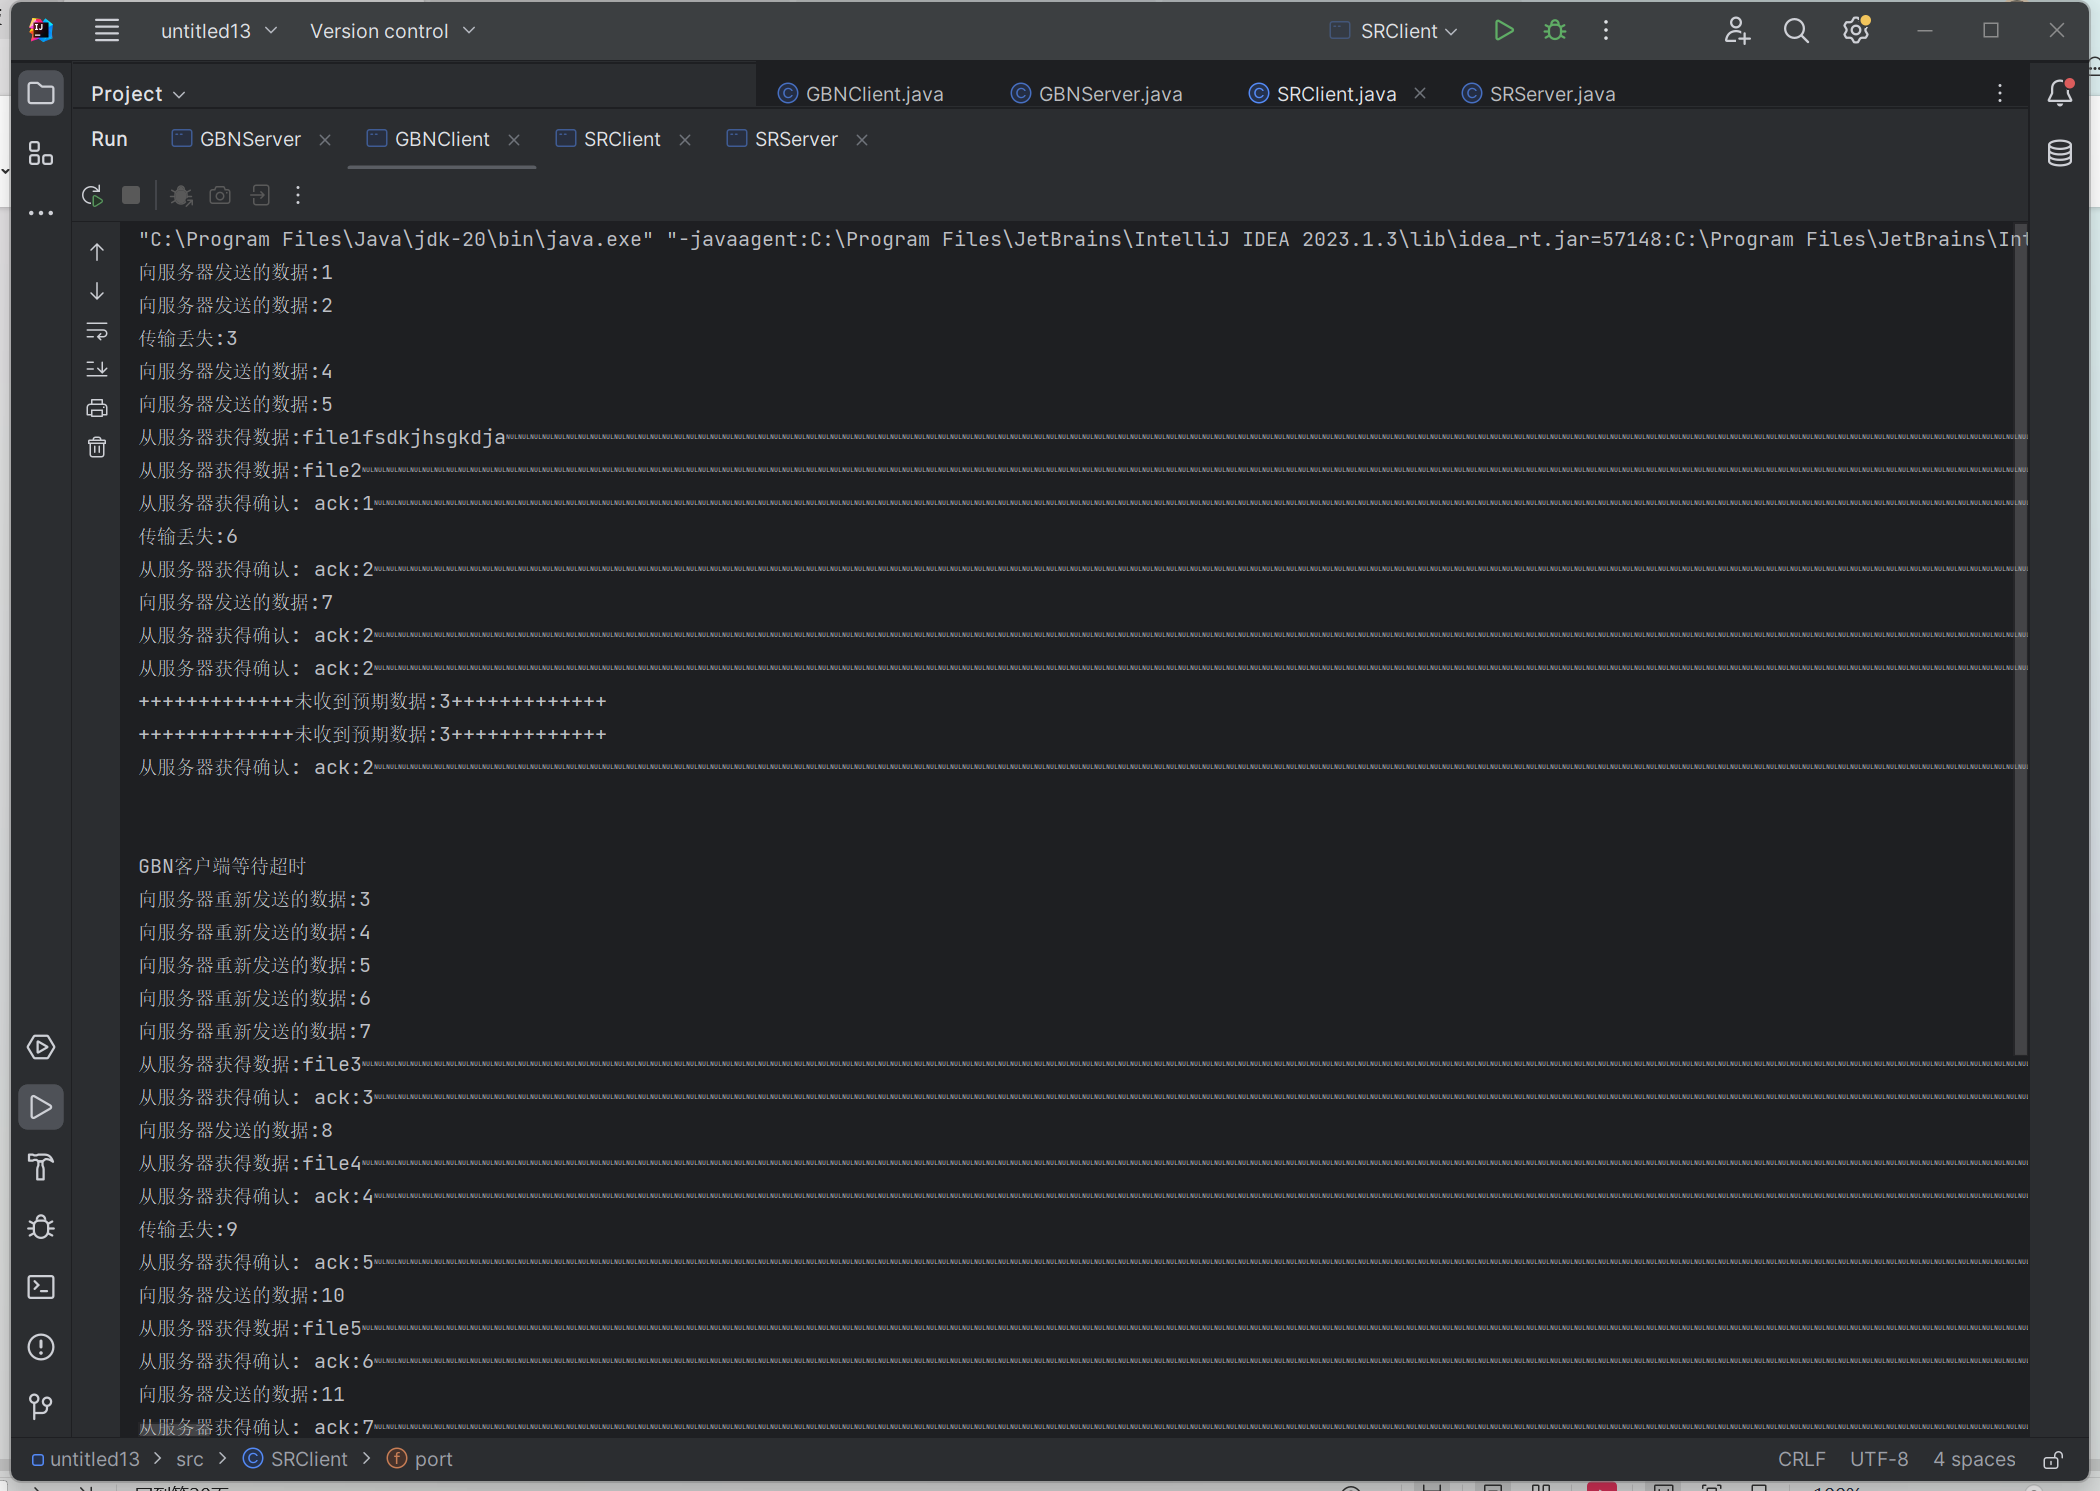 untitled13 Version control SRClient
Project GBNClient.java GBNServer.java SRClient.java SRServer.java
Run GBNServer GBNClient SRClient SRServer
"C:\Program Files\Java\jdk-20\bin\java.exe" "-javaagent:C:\Program Files\JetBrains\IntelliJ IDEA 2023.1.3\lib\idea_rt.jar=57148:C:\Program Files\JetBrains\Int
向服务器发送的数据:1
向服务器发送的数据:2
传输丢失:3
向服务器发送的数据:4
向服务器发送的数据:5
从服务器获得数据:file1fsdkjhsgkdja
从服务器获得数据:file2
从服务器获得确认: ack:1
传输丢失:6
从服务器获得确认: ack:2
向服务器发送的数据:7
从服务器获得确认: ack:2
从服务器获得确认: ack:2
+++++++++++++未收到预期数据:3+++++++++++++
+++++++++++++未收到预期数据:3+++++++++++++
从服务器获得确认: ack:2
GBN客户端等待超时
向服务器重新发送的数据:3
向服务器重新发送的数据:4
向服务器重新发送的数据:5
向服务器重新发送的数据:6
向服务器重新发送的数据:7
从服务器获得数据:file3
从服务器获得确认: ack:3
向服务器发送的数据:8
从服务器获得数据:file4
从服务器获得确认: ack:4
传输丢失:9
从服务器获得确认: ack:5
向服务器发送的数据:10
从服务器获得数据:file5
从服务器获得确认: ack:6
向服务器发送的数据:11
从服务器获得确认: ack:7
untitled13 > src > SRClient > port CRLF UTF-8 4 spaces